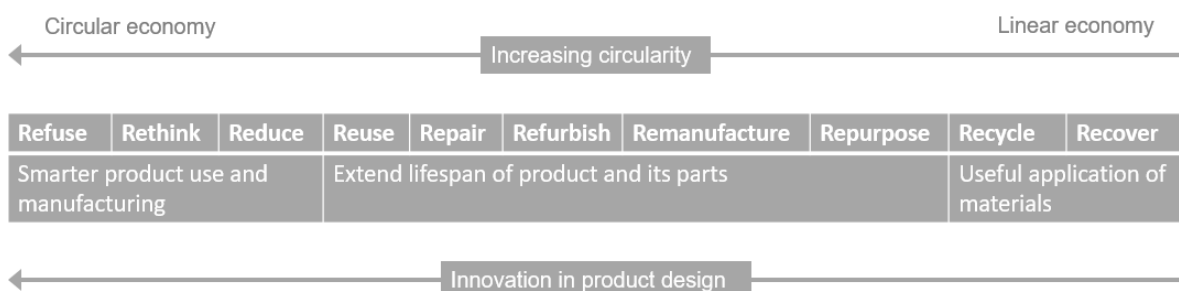 Circular economy
Linear economy
Increasing circularity
Refuse Rethink Reduce Reuse Repair Refurbish Remanufacture Repurpose Recycle Recover
Smarter product use and
manufacturing
Extend lifespan of product and its parts
Useful application of
materials
Innovation in product design